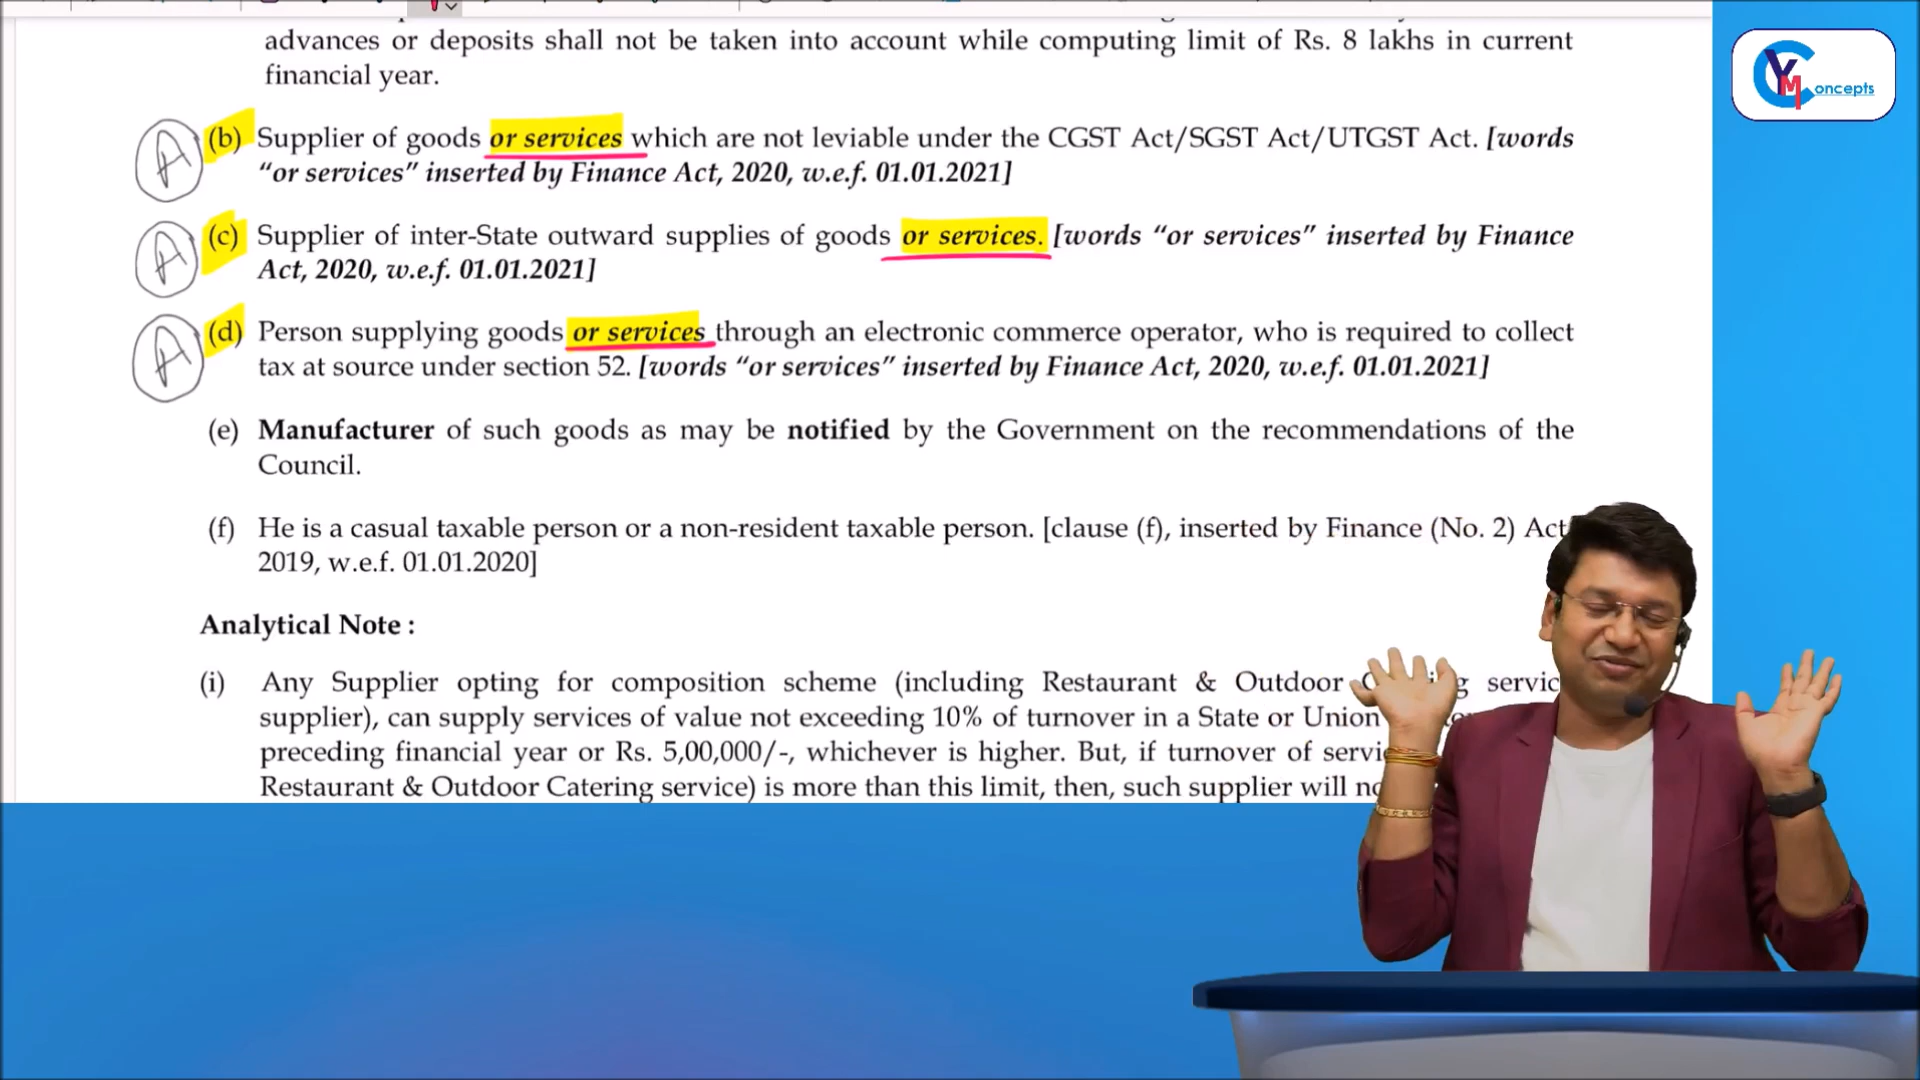 advances or deposits shall not be taken into account while computing limit of Rs. 8 lakhs in current
financial year.
A (b) Supplier of goods or services which are not leviable under the CGST Act/SGST Act/UTGST Act. [words
“or services” inserted by Finance Act, 2020, w.e.f. 01.01.2021]
A (c) Supplier of inter-State outward supplies of goods or services. [words “or services” inserted by Finance
Act, 2020, w.e.f. 01.01.2021]
A (d) Person supplying goods or services through an electronic commerce operator, who is required to collect
tax at source under section 52. [words “or services” inserted by Finance Act, 2020, w.e.f. 01.01.2021]
(e) Manufacturer of such goods as may be notified by the Government on the recommendations of the
Council.
(f) He is a casual taxable person or a non-resident taxable person. [clause (f), inserted by Finance (No. 2) Act
2019, w.e.f. 01.01.2020]
Analytical Note :
(i) Any Supplier opting for composition scheme (including Restaurant & Outdoor
supplier), can supply services of value not exceeding 10% of turnover in a State or Union
preceding financial year or Rs. 5,00,000/-, whichever is higher. But, if turnover of
Restaurant & Outdoor Catering service) is more than this limit, then, such supplier will
YM Concepts